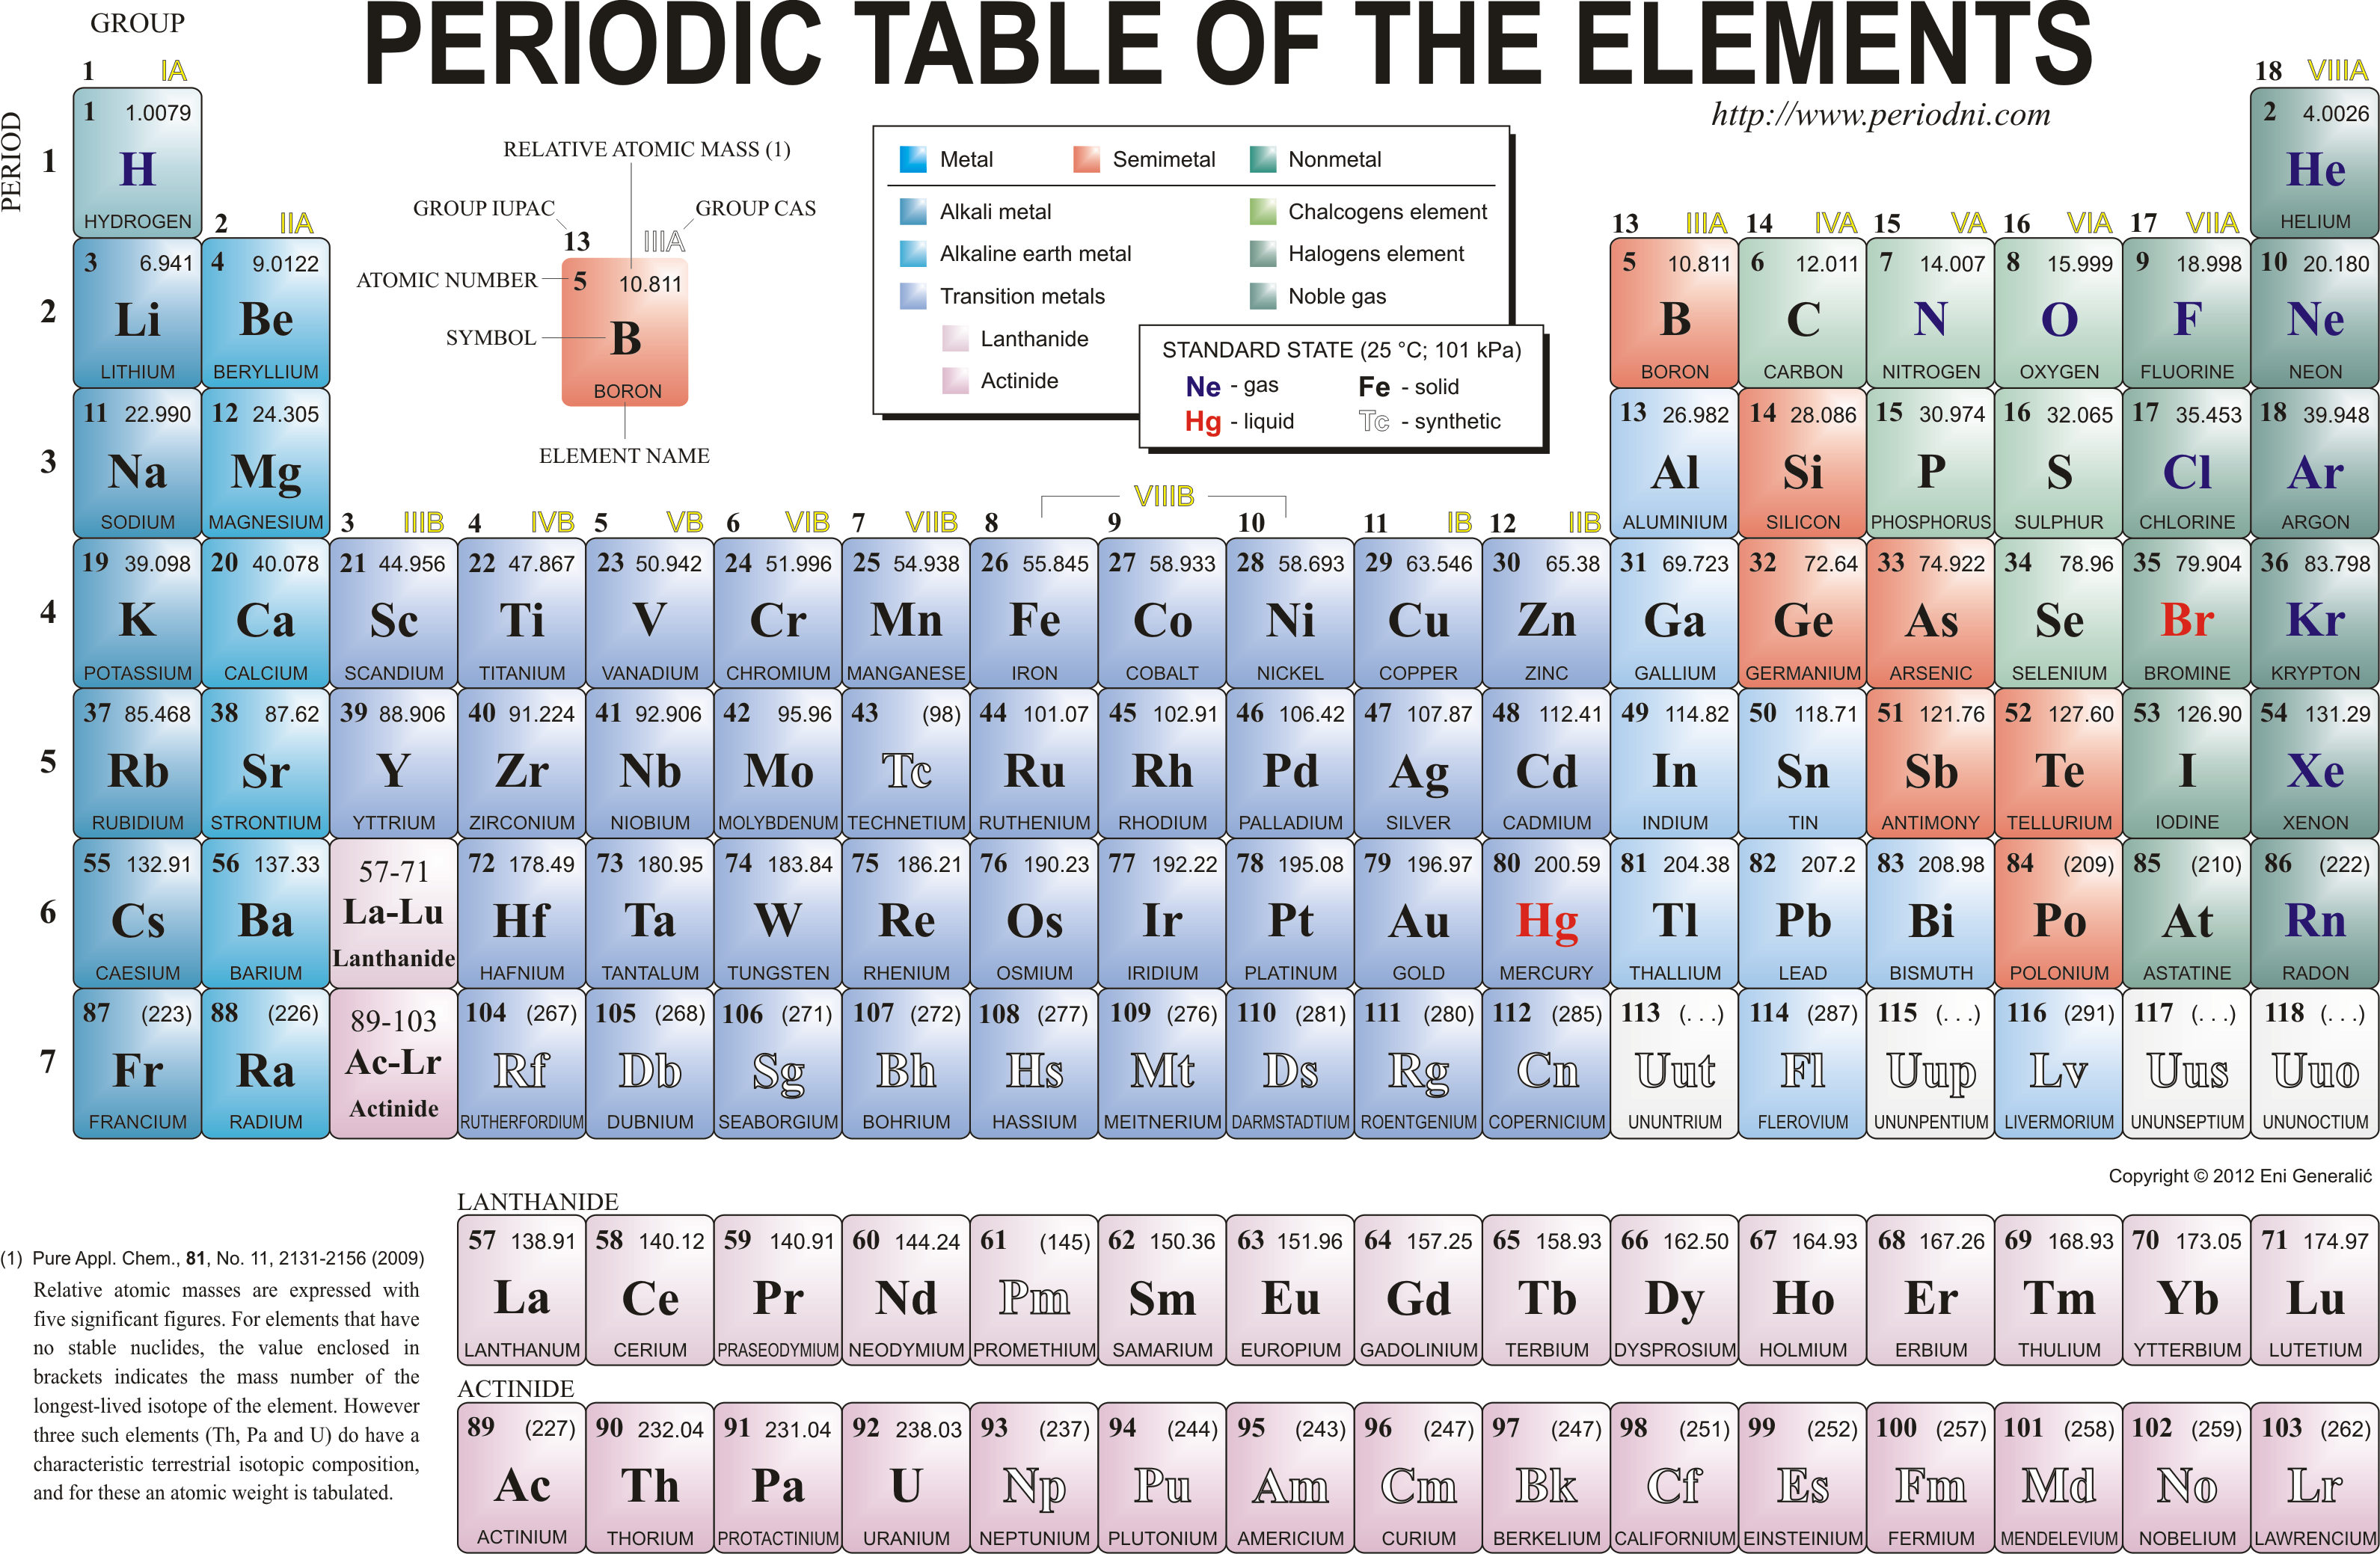 PERIODIC TABLE OF THE ELEMENTS
http://www.periodni.com
GROUP
PERIOD
1 IA
18 VIIIA
1 1.0079
H
HYDROGEN
2 4.0026
He
HELIUM
RELATIVE ATOMIC MASS (1)
GROUP IUPAC
GROUP CAS
13 IIIA
ATOMIC NUMBER
5 10.811
SYMBOL
B
BORON
ELEMENT NAME
Metal Semimetal Nonmetal
Alkali metal Chalcogens element
Alkaline earth metal Halogens element
Transition metals Noble gas
Lanthanide
Actinide
STANDARD STATE (25 °C; 101 kPa)
Ne - gas Fe - solid
Hg - liquid Tc - synthetic
1
2 IIA 13 IIIA 14 IVA 15 VA 16 VIA 17 VIIA
3 6.941 4 9.0122 5 10.811 6 12.011 7 14.007 8 15.999 9 18.998 10 20.180
2 Li Be B C N O F Ne
LITHIUM BERYLLIUM BORON CARBON NITROGEN OXYGEN FLUORINE NEON
11 22.990 12 24.305 13 26.982 14 28.086 15 30.974 16 32.065 17 35.453 18 39.948
3 Na Mg Al Si P S Cl Ar
SODIUM MAGNESIUM ALUMINIUM SILICON PHOSPHORUS SULPHUR CHLORINE ARGON
3 IIIB 4 IVB 5 VB 6 VIB 7 VIIB 8 9 VIIIB 10 11 IB 12 IIB
19 39.098 20 40.078 21 44.956 22 47.867 23 50.942 24 51.996 25 54.938 26 55.845 27 58.933 28 58.693 29 63.546 30 65.38 31 69.723 32 72.64 33 74.922 34 78.96 35 79.904 36 83.798
4 K Ca Sc Ti V Cr Mn Fe Co Ni Cu Zn Ga Ge As Se Br Kr
POTASSIUM CALCIUM SCANDIUM TITANIUM VANADIUM CHROMIUM MANGANESE IRON COBALT NICKEL COPPER ZINC GALLIUM GERMANIUM ARSENIC SELENIUM BROMINE KRYPTON
37 85.468 38 87.62 39 88.906 40 91.224 41 92.906 42 95.96 43 (98) 44 101.07 45 102.91 46 106.42 47 107.87 48 112.41 49 114.82 50 118.71 51 121.76 52 127.60 53 126.90 54 131.29
5 Rb Sr Y Zr Nb Mo Tc Ru Rh Pd Ag Cd In Sn Sb Te I Xe
RUBIDIUM STRONTIUM YTTRIUM ZIRCONIUM NIOBIUM MOLYBDENUM TECHNETIUM RUTHENIUM RHODIUM PALLADIUM SILVER CADMIUM INDIUM TIN ANTIMONY TELLURIUM IODINE XENON
55 132.91 56 137.33 57-71 72 178.49 73 180.95 74 183.84 75 186.21 76 190.23 77 192.22 78 195.08 79 196.97 80 200.59 81 204.38 82 207.2 83 208.98 84 (209) 85 (210) 86 (222)
6 Cs Ba La-Lu Hf Ta W Re Os Ir Pt Au Hg Tl Pb Bi Po At Rn
CAESIUM BARIUM Lanthanide HAFNIUM TANTALUM TUNGSTEN RHENIUM OSMIUM IRIDIUM PLATINUM GOLD MERCURY THALLIUM LEAD BISMUTH POLONIUM ASTATINE RADON
87 (223) 88 (226) 89-103 104 (267) 105 (268) 106 (271) 107 (272) 108 (277) 109 (276) 110 (281) 111 (280) 112 (285) 113 (. . .) 114 (287) 115 (. . .) 116 (291) 117 (. . .) 118 (. . .)
7 Fr Ra Ac-Lr Rf Db Sg Bh Hs Mt Ds Rg Cn Uut Fl Uup Lv Uus Uuo
FRANCIUM RADIUM Actinide RUTHERFORDIUM DUBNIUM SEABORGIUM BOHRIUM HASSIUM MEITNERIUM DARMSTADTIUM ROENTGENIUM COPERNICIUM UNUNTRIUM FLEROVIUM UNUNPENTIUM LIVERMORIUM UNUNSEPTIUM UNUNOCTIUM
Copyright © 2012 Eni Generalić
LANTHANIDE
57 138.91 58 140.12 59 140.91 60 144.24 61 (145) 62 150.36 63 151.96 64 157.25 65 158.93 66 162.50 67 164.93 68 167.26 69 168.93 70 173.05 71 174.97
La Ce Pr Nd Pm Sm Eu Gd Tb Dy Ho Er Tm Yb Lu
LANTHANUM CERIUM PRASEODYMIUM NEODYMIUM PROMETHIUM SAMARIUM EUROPIUM GADOLINIUM TERBIUM DYSPROSIUM HOLMIUM ERBIUM THULIUM YTTERBIUM LUTETIUM
ACTINIDE
89 (227) 90 232.04 91 231.04 92 238.03 93 (237) 94 (244) 95 (243) 96 (247) 97 (247) 98 (251) 99 (252) 100 (257) 101 (258) 102 (259) 103 (262)
Ac Th Pa U Np Pu Am Cm Bk Cf Es Fm Md No Lr
ACTINIUM THORIUM PROTACTINIUM URANIUM NEPTUNIUM PLUTONIUM AMERICIUM CURIUM BERKELIUM CALIFORNIUM EINSTEINIUM FERMIUM MENDELEVIUM NOBELIUM LAWRENCIUM
(1) Pure Appl. Chem., 81, No. 11, 2131-2156 (2009)
Relative atomic masses are expressed with
five significant figures. For elements that have
no stable nuclides, the value enclosed in
brackets indicates the mass number of the
longest-lived isotope of the element. However
three such elements (Th, Pa and U) do have a
characteristic terrestrial isotopic composition,
and for these an atomic weight is tabulated.